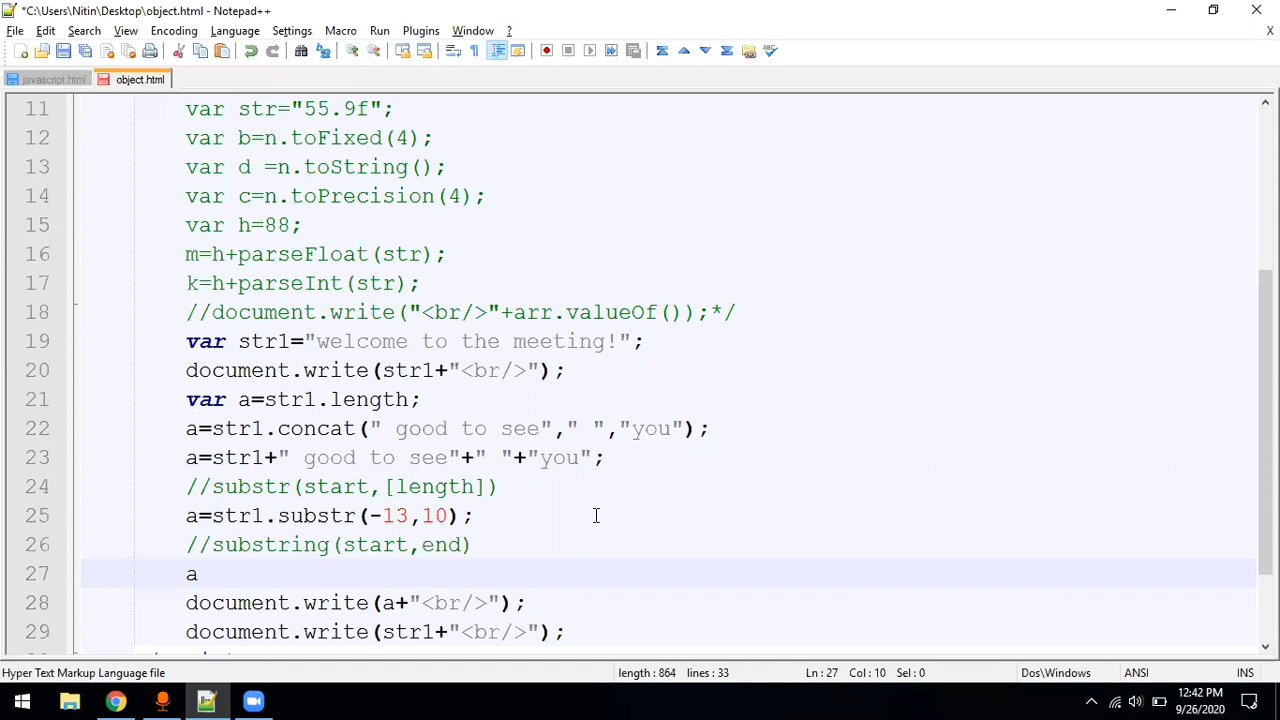 *C:\Users\Nitin\Desktop\object.html - Notepad++
File Edit Search View Encoding Language Settings Macro Run Plugins Window ? X
javascript.html object.html
11 var str="55.9f";
12 var b=n.toFixed(4);
13 var d =n.toString();
14 var c=n.toPrecision(4);
15 var h=88;
16 m=h+parseFloat(str);
17 k=h+parseInt(str);
18 //document.write("<br/>"+arr.valueOf());*/
19 var str1="welcome to the meeting!";
20 document.write(str1+"<br/>");
21 var a=str1.length;
22 a=str1.concat(" good to see"," ","you");
23 a=str1+" good to see"+" "+"you";
24 //substr(start,[length])
25 a=str1.substr(-13,10);
26 //substring(start,end)
27 a
28 document.write(a+"<br/>");
29 document.write(str1+"<br/>");
Hyper Text Markup Language file length : 864 lines : 33 Ln : 27 Col : 10 Sel : 0 Dos\Windows ANSI INS
12:42 PM
9/26/2020